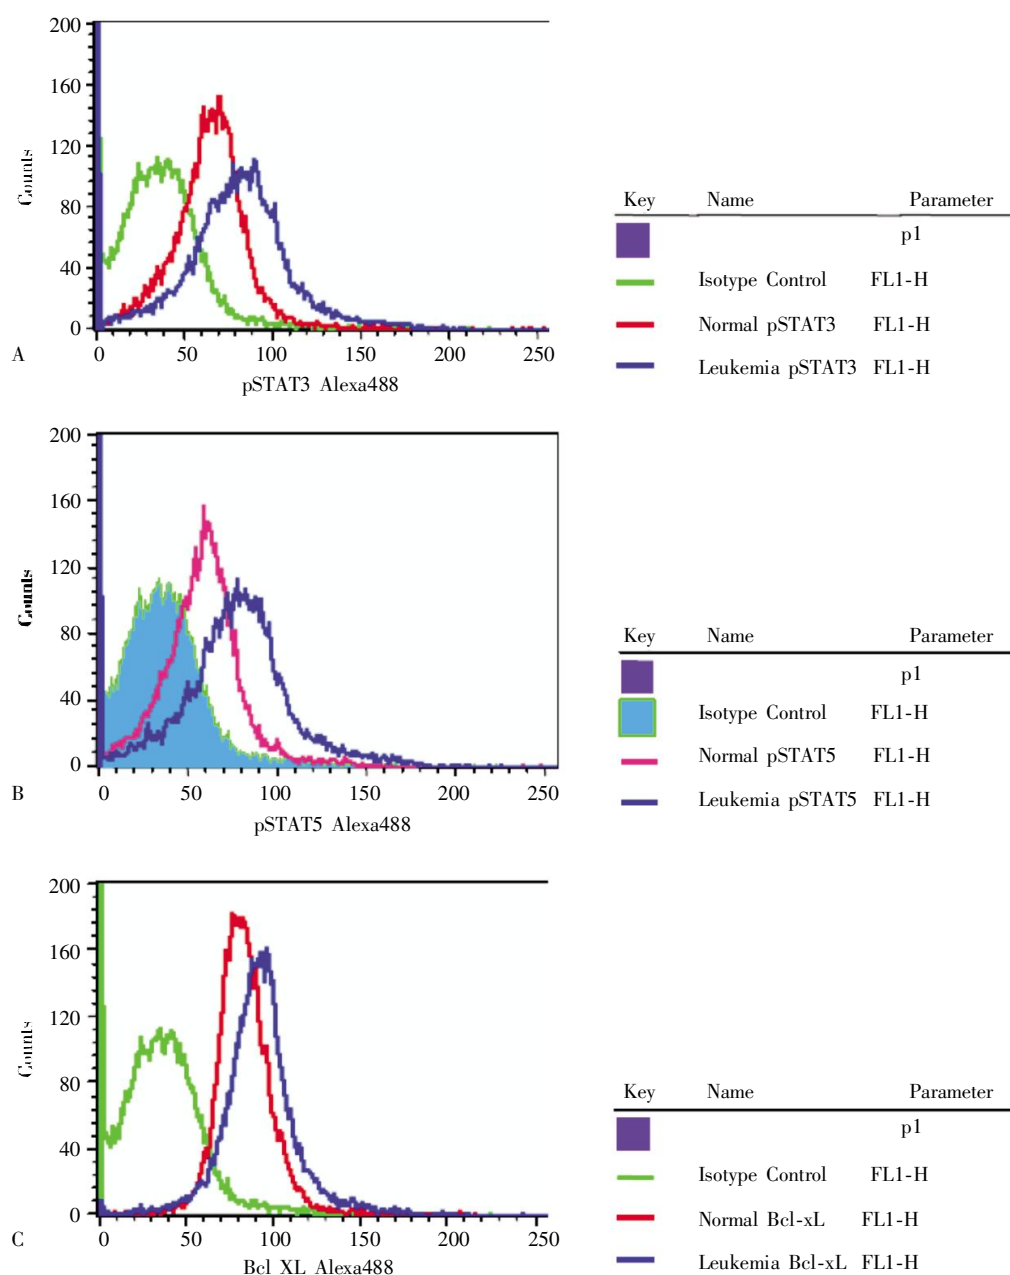 200
160
120
80
40
0
Counts
0 50 100 150 200 250
pSTAT3 Alexa488
A
Key Name Parameter
p1
Isotype Control FL1-H
Normal pSTAT3 FL1-H
Leukemia pSTAT3 FL1-H
200
160
120
80
40
0
Counts
0 50 100 150 200 250
pSTAT5 Alexa488
B
Key Name Parameter
p1
Isotype Control FL1-H
Normal pSTAT5 FL1-H
Leukemia pSTAT5 FL1-H
200
160
120
80
40
0
Counts
0 50 100 150 200 250
Bcl XL Alexa488
C
Key Name Parameter
p1
Isotype Control FL1-H
Normal Bcl-xL FL1-H
Leukemia Bcl-xL FL1-H